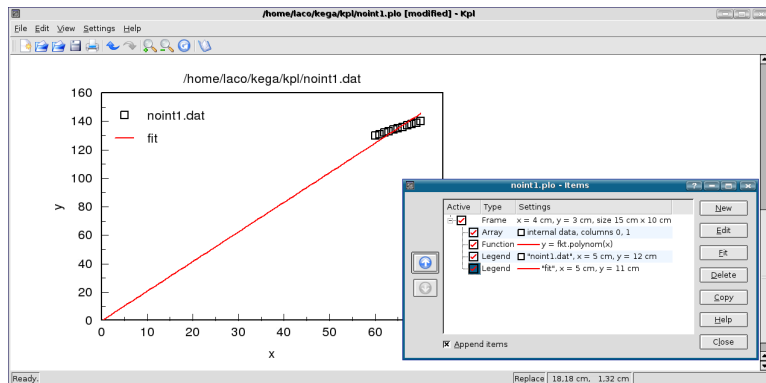 /home/laco/kega/kpl/noint1.plo [modified] - Kpl
File Edit View Settings Help
/home/laco/kega/kpl/noint1.dat
160
140
120
100
80
60
40
20
0
y
noint1.dat
fit
0 10 20 30 40 50 60
x
noint1.plo - Items
Active Type Settings
Frame x = 4 cm, y = 3 cm, size 15 cm x 10 cm
Array internal data, columns 0, 1
Function y = fkt.polynom(x)
Legend "noint1.dat", x = 5 cm, y = 12 cm
Legend "fit", x = 5 cm, y = 11 cm
New
Edit
Fit
Delete
Copy
Help
Close
Append items
Ready.
Replace 18,18 cm, 1,32 cm